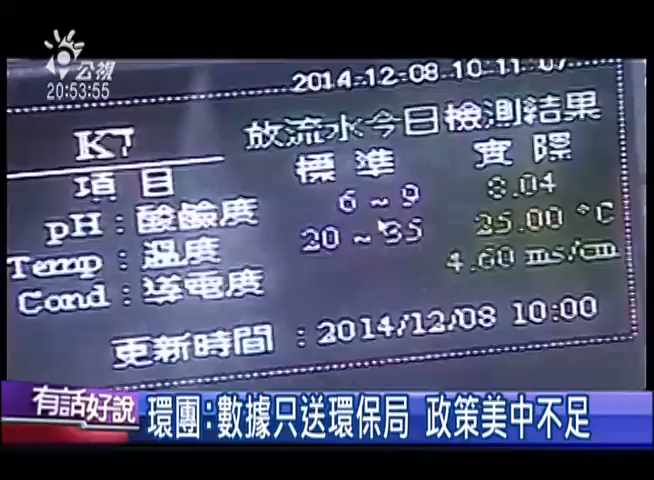 公視
20:53:55
2014-12-08 10:11:07
K7
放流水今日檢測結果
項目 標準 實際
pH：酸鹼度 6～9 8.04
Temp：溫度 20～35 25.00 °C
Cond：導電度 4.60 ms/cm
更新時間：2014/12/08 10:00
有話好說
環團：數據只送環保局 政策美中不足